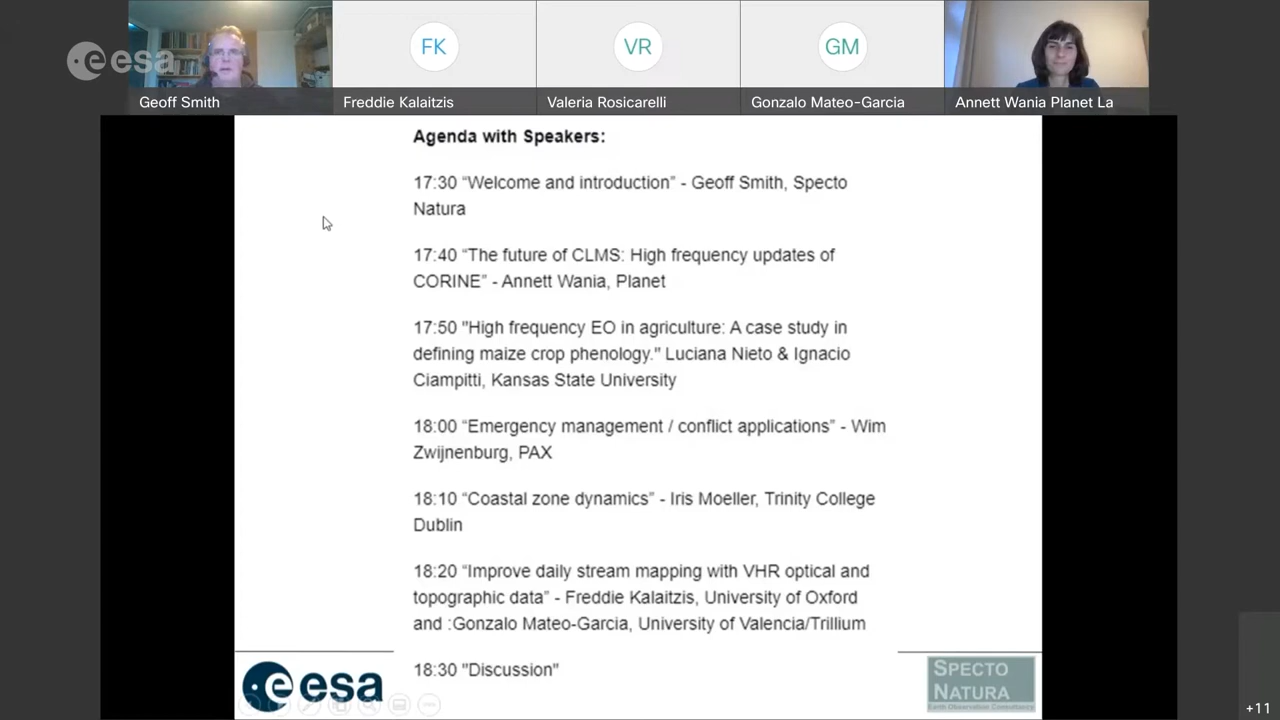 esa
FK
VR
GM
Geoff Smith
Freddie Kalaitzis
Valeria Rosicarelli
Gonzalo Mateo-Garcia
Annett Wania Planet La
Agenda with Speakers:
17:30 “Welcome and introduction” - Geoff Smith, Specto
Natura
17:40 “The future of CLMS: High frequency updates of
CORINE” - Annett Wania, Planet
17:50 "High frequency EO in agriculture: A case study in
defining maize crop phenology." Luciana Nieto & Ignacio
Ciampitti, Kansas State University
18:00 “Emergency management / conflict applications” - Wim
Zwijnenburg, PAX
18:10 “Coastal zone dynamics” - Iris Moeller, Trinity College
Dublin
18:20 “Improve daily stream mapping with VHR optical and
topographic data” - Freddie Kalaitzis, University of Oxford
and :Gonzalo Mateo-Garcia, University of Valencia/Trillium
18:30 "Discussion"
esa
SPECTO
NATURA
Earth Observation Consultancy
+11